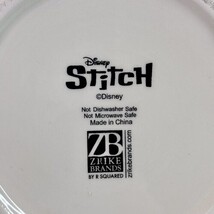 Disney
Stitch
©Disney
Not Dishwasher Safe
Not Microwave Safe
Made in China
ZB
ZRIKE
BRANDS
BY R SQUARED
zrikebrands.com